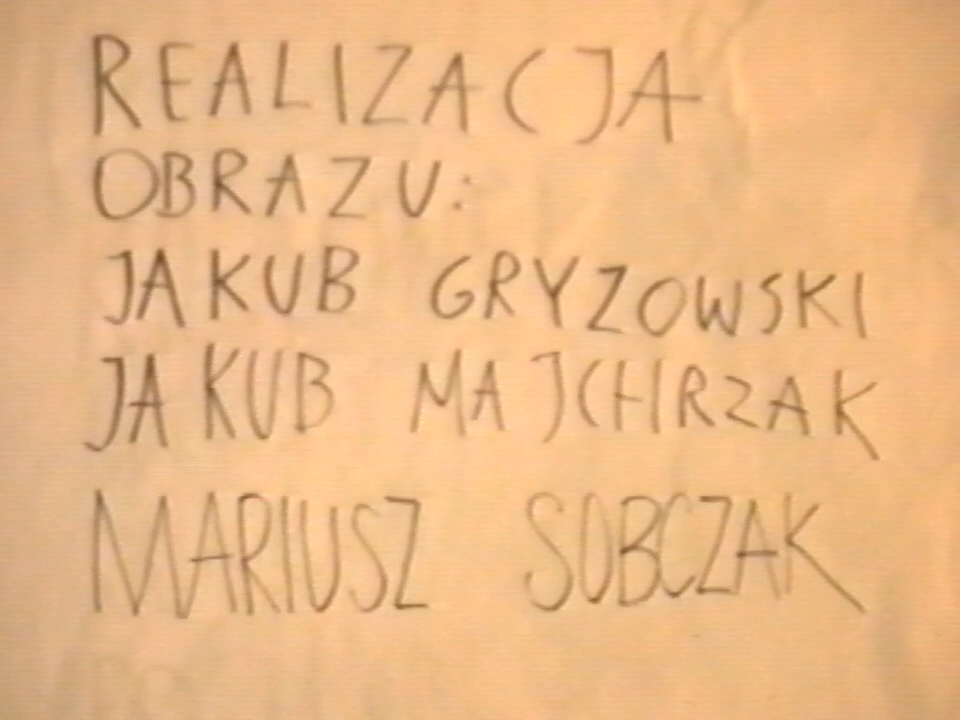 REALIZACJA
OBRAZU:
JAKUB GRYZOWSKI
JAKUB MAJCHRZAK
MARIUSZ SOBCZAK